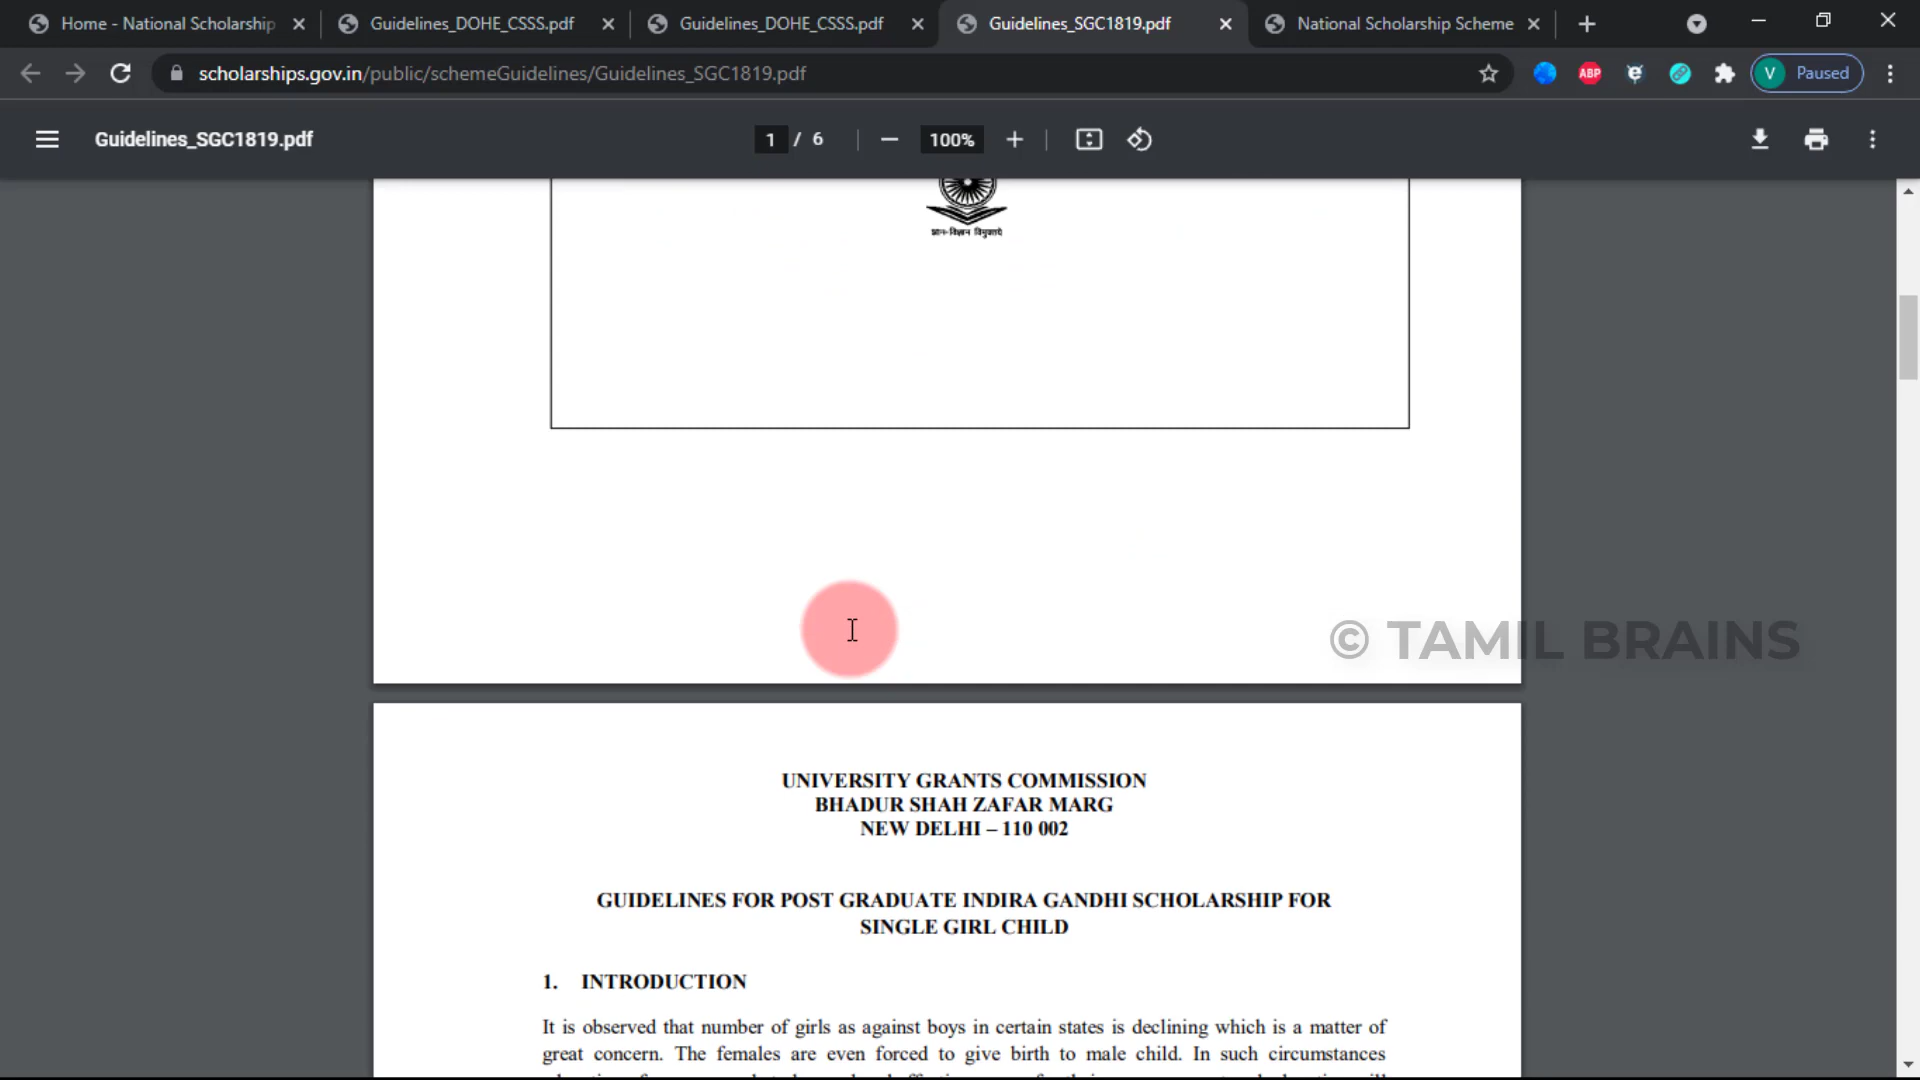 Home - National Scholarship
Guidelines_DOHE_CSSS.pdf
Guidelines_DOHE_CSSS.pdf
Guidelines_SGC1819.pdf
National Scholarship Scheme
scholarships.gov.in/public/schemeGuidelines/Guidelines_SGC1819.pdf
ABP
V Paused
Guidelines_SGC1819.pdf
1 / 6
100%
ज्ञान-विज्ञान विमुक्तये
© TAMIL BRAINS
UNIVERSITY GRANTS COMMISSION
BHADUR SHAH ZAFAR MARG
NEW DELHI – 110 002
GUIDELINES FOR POST GRADUATE INDIRA GANDHI SCHOLARSHIP FOR
SINGLE GIRL CHILD
1. INTRODUCTION
It is observed that number of girls as against boys in certain states is declining which is a matter of
great concern. The females are even forced to give birth to male child. In such circumstances